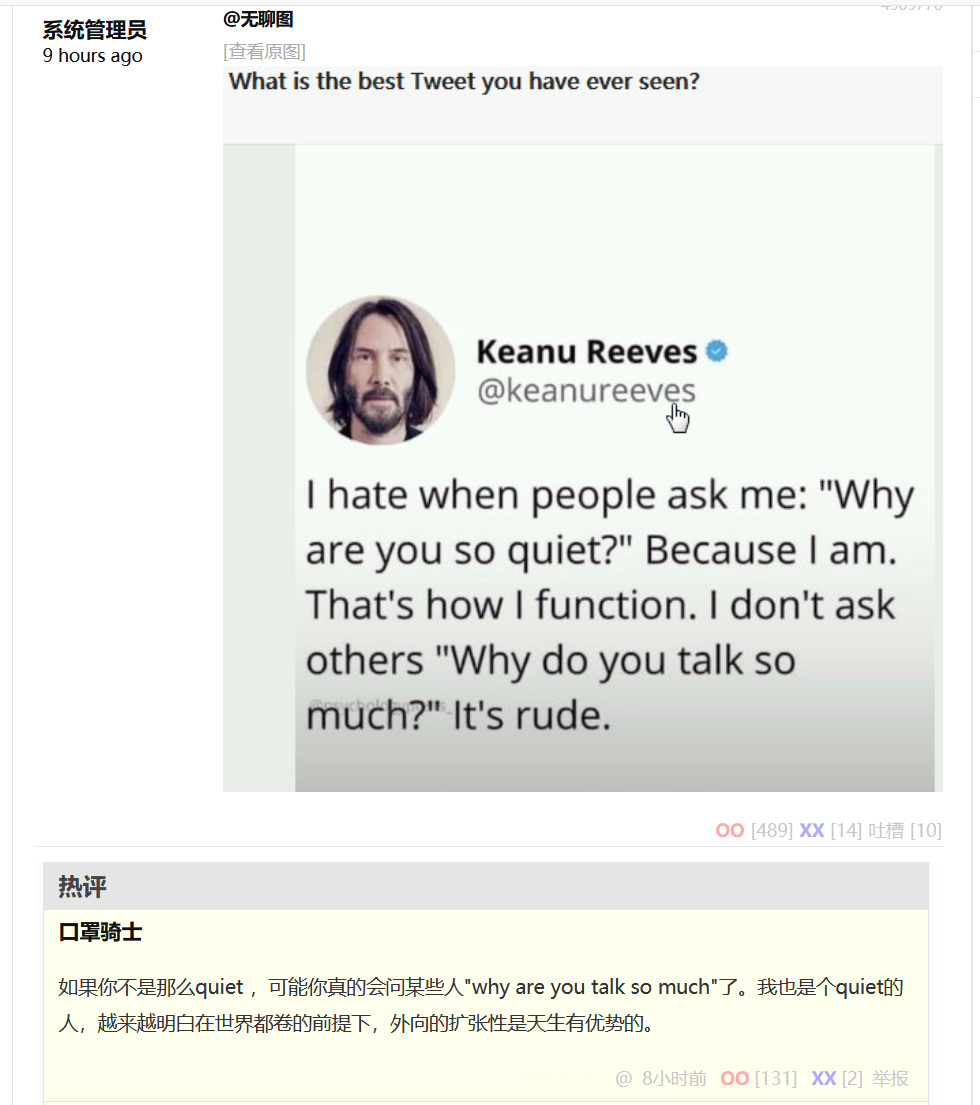 系统管理员
9 hours ago
@无聊图
[查看原图]
What is the best Tweet you have ever seen?
Keanu Reeves
@keanureeves
I hate when people ask me: "Why
are you so quiet?" Because I am.
That's how I function. I don't ask
others "Why do you talk so
much?" It's rude.
OO [489] XX [14] 吐槽 [10]
热评
口罩骑士
如果你不是那么quiet ，可能你真的会问某些人"why are you talk so much"了。我也是个quiet的
人，越来越明白在世界都卷的前提下，外向的扩张性是天生有优势的。
@ 8小时前 OO [131] XX [2] 举报